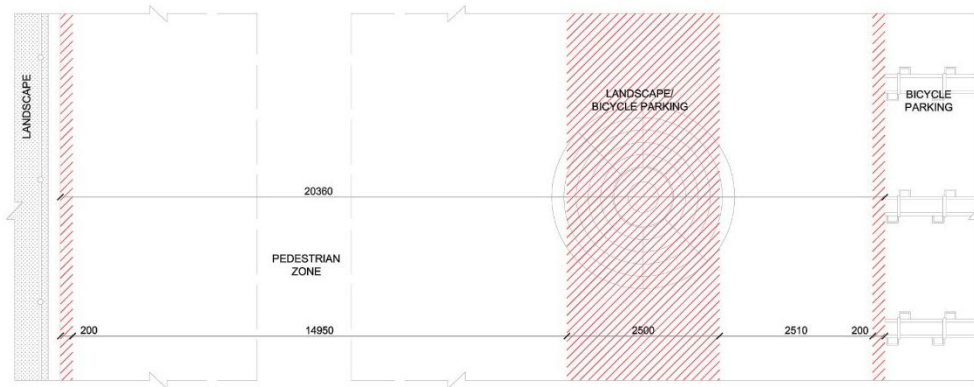 LANDSCAPE
LANDSCAPE/
BICYCLE PARKING
BICYCLE
PARKING
20360
PEDESTRIAN
ZONE
200
14950
2500
2510
200